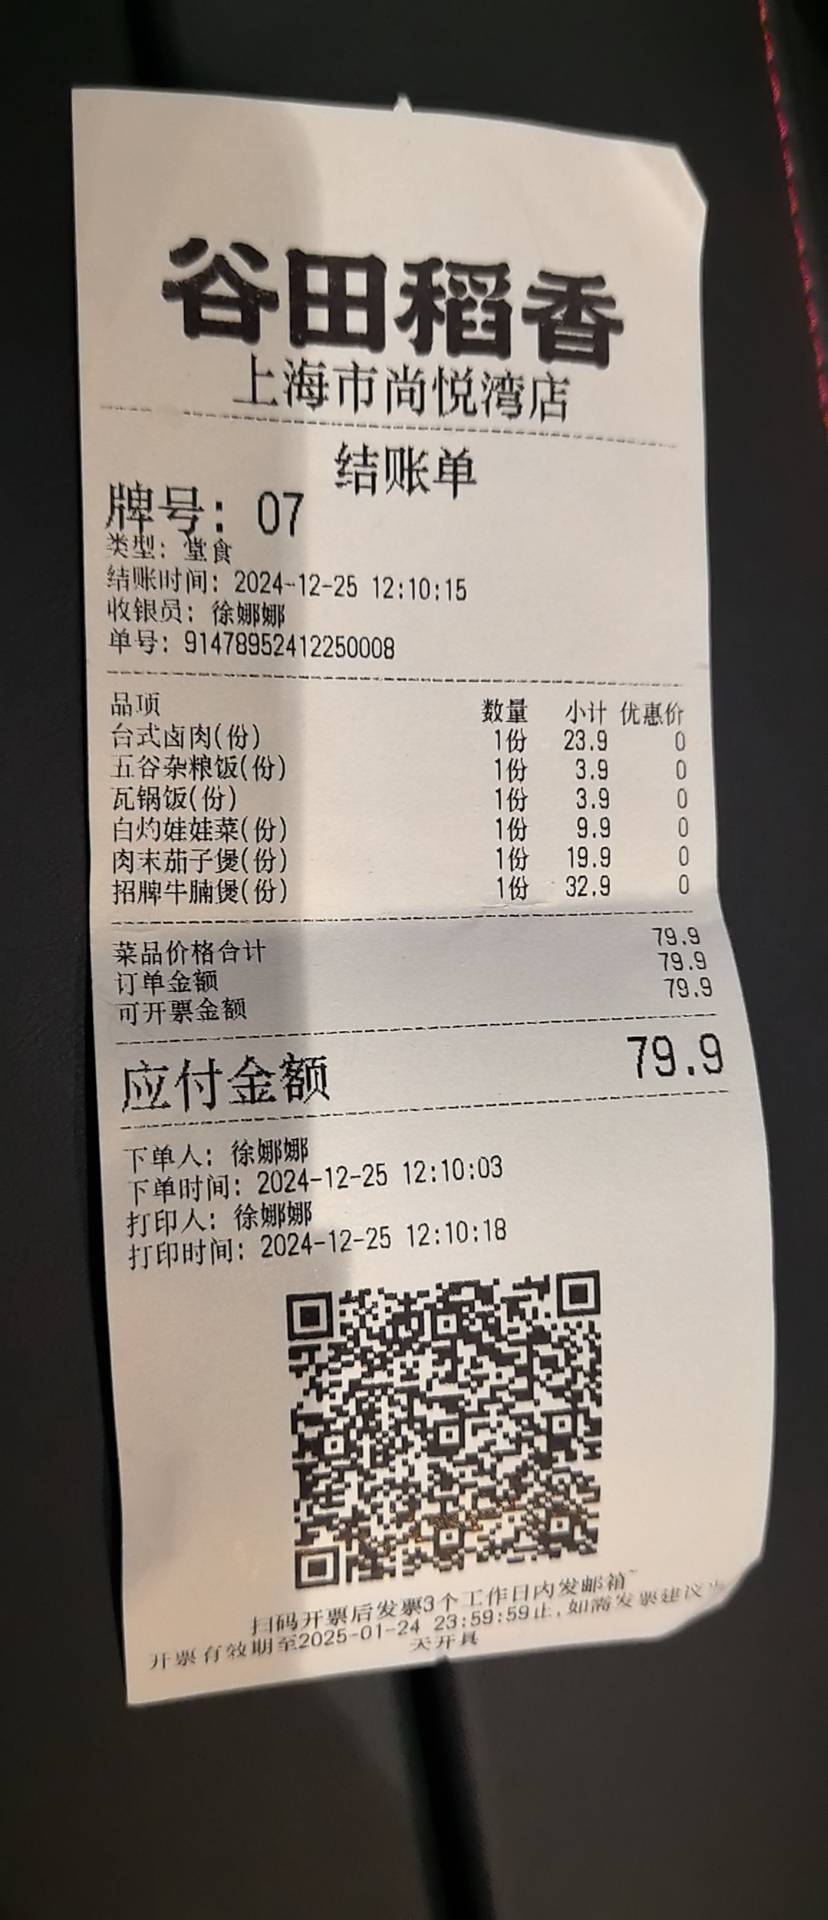 谷田稻香
上海市尚悦湾店
结账单
牌号: 07
类型: 堂食
结账时间: 2024-12-25 12:10:15
收银员: 徐娜娜
单号: 91478952412250008
品项 数量 小计 优惠价
台式卤肉(份) 1份 23.9 0
五谷杂粮饭(份) 1份 3.9 0
瓦锅饭(份) 1份 3.9 0
白灼娃娃菜(份) 1份 9.9 0
肉末茄子煲(份) 1份 19.9 0
招牌牛腩煲(份) 1份 32.9 0
菜品价格合计 79.9
订单金额 79.9
可开票金额 79.9
应付金额 79.9
下单人: 徐娜娜
下单时间: 2024-12-25 12:10:03
打印人: 徐娜娜
打印时间: 2024-12-25 12:10:18
扫码开票后发票3个工作日内发邮箱~
开票有效期至2025-01-24 23:59:59止,如需发票建议当
天开具